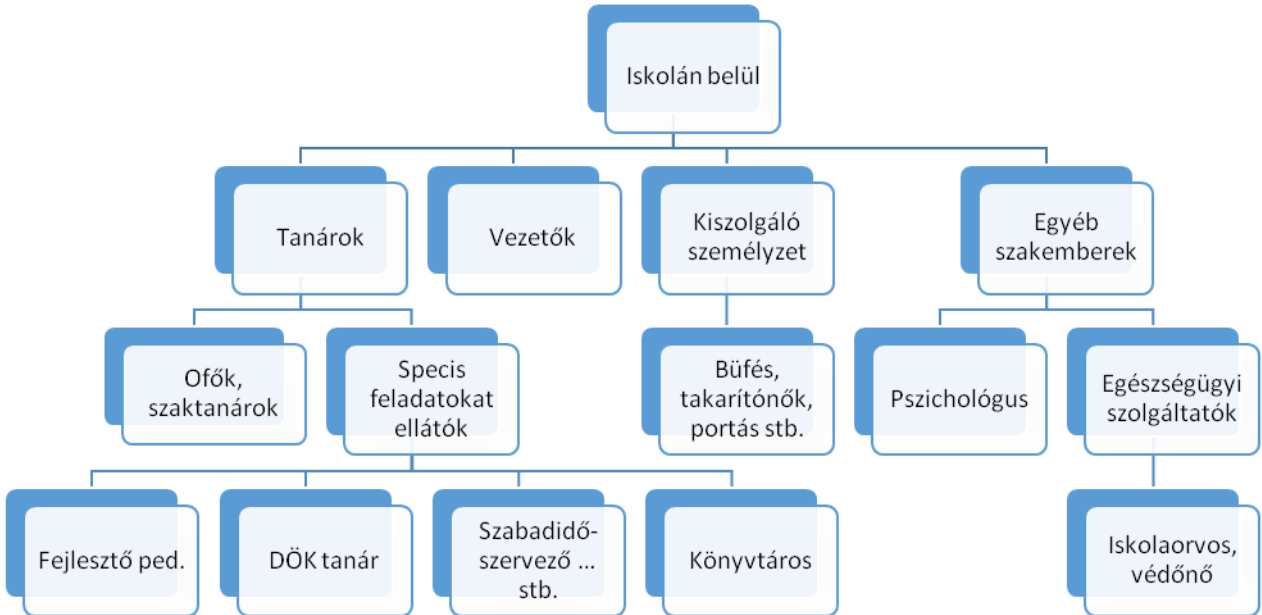 Iskolán belül
Tanárok
Vezetők
Kiszolgáló
személyzet
Egyéb
szakemberek
Ofők,
szaktanárok
Specis
feladatokat
ellátók
Büfés,
takarítónők,
portás stb.
Pszichológus
Egészségügyi
szolgáltatók
Fejlesztő ped.
DÖK tanár
Szabadidő-
szervező ...
stb.
Könyvtáros
Iskolaorvos,
védőnő